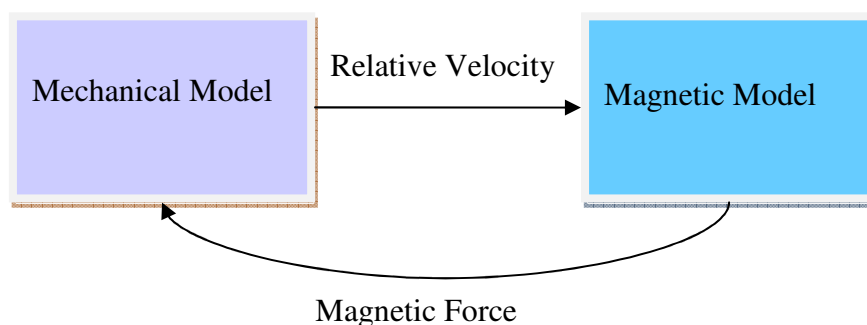 Mechanical Model
Relative Velocity
Magnetic Model
Magnetic Force